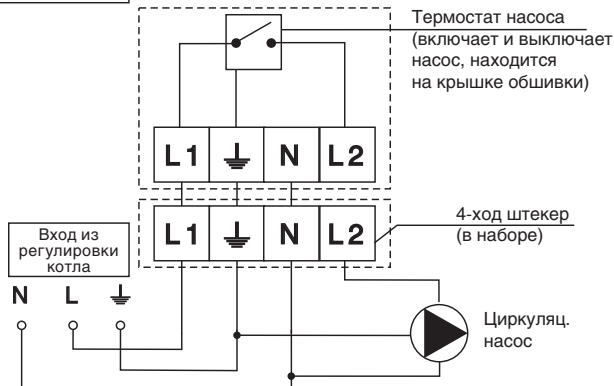 Термостат насоса
(включает и выключает
насос, находится
на крышке обшивки)
L1 N L2
L1 N L2
4-ход штекер
(в наборе)
Вход из
регулировки
котла
N L
Циркуляц.
насос